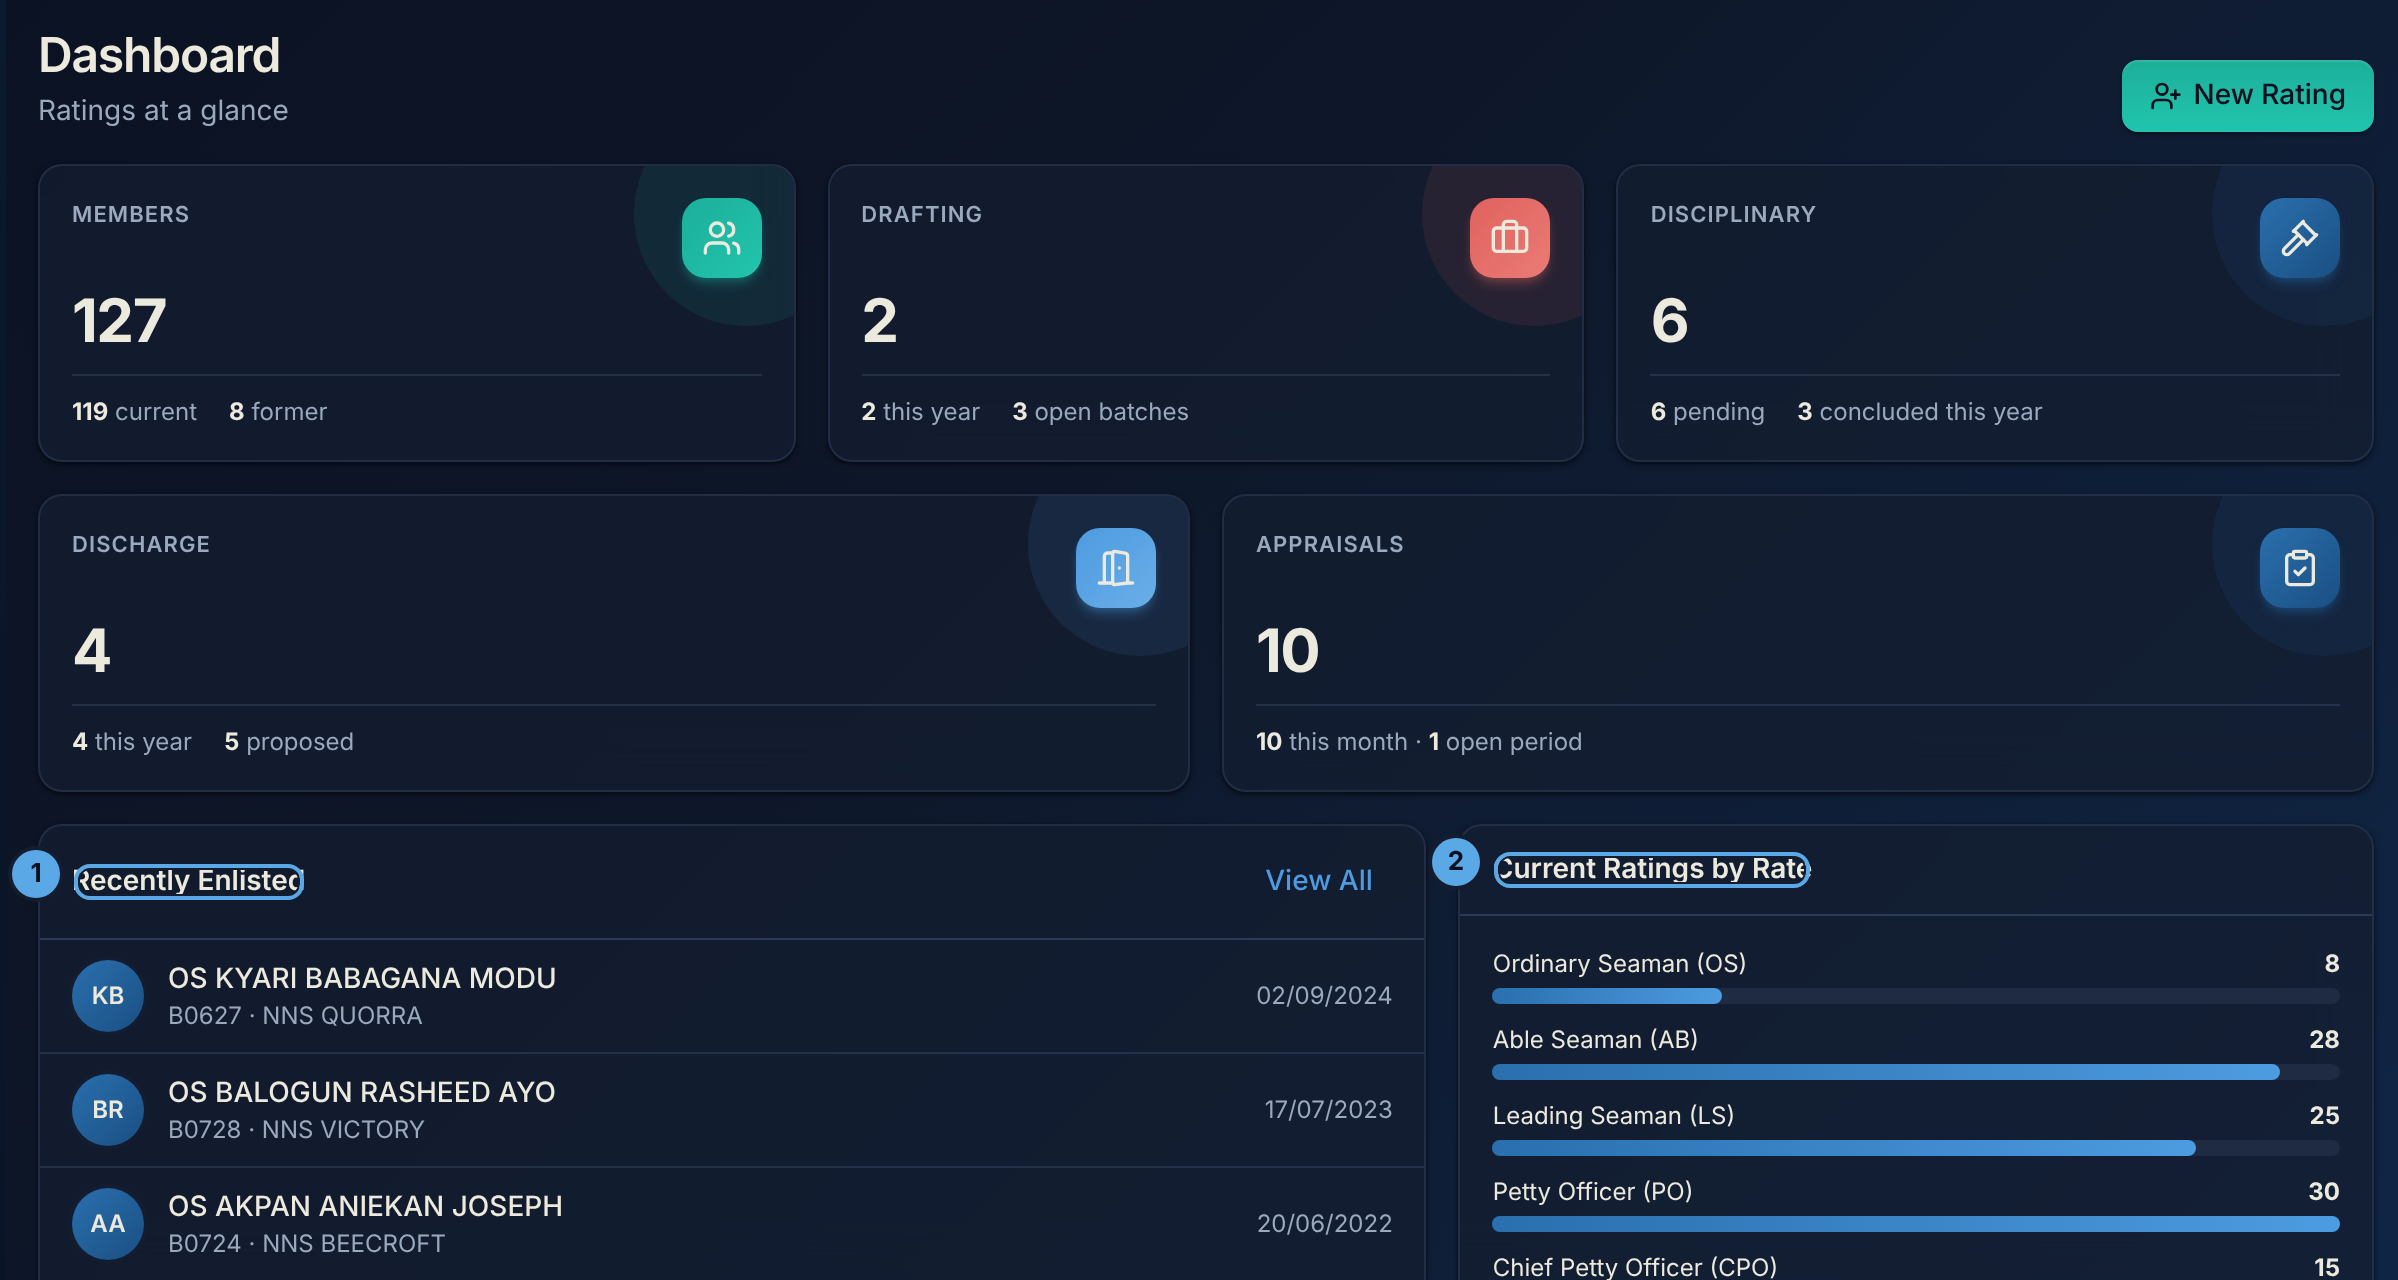 Dashboard
Ratings at a glance
New Rating
MEMBERS
127
119 current 8 former
DRAFTING
2
2 this year 3 open batches
DISCIPLINARY
6
6 pending 3 concluded this year
DISCHARGE
4
4 this year 5 proposed
APPRAISALS
10
10 this month · 1 open period
1
Recently Enlisted
View All
KB
OS KYARI BABAGANA MODU
B0627 · NNS QUORRA
02/09/2024
BR
OS BALOGUN RASHEED AYO
B0728 · NNS VICTORY
17/07/2023
AA
OS AKPAN ANIEKAN JOSEPH
B0724 · NNS BEECROFT
20/06/2022
2
Current Ratings by Rate
Ordinary Seaman (OS) 8
Able Seaman (AB) 28
Leading Seaman (LS) 25
Petty Officer (PO) 30
Chief Petty Officer (CPO) 15